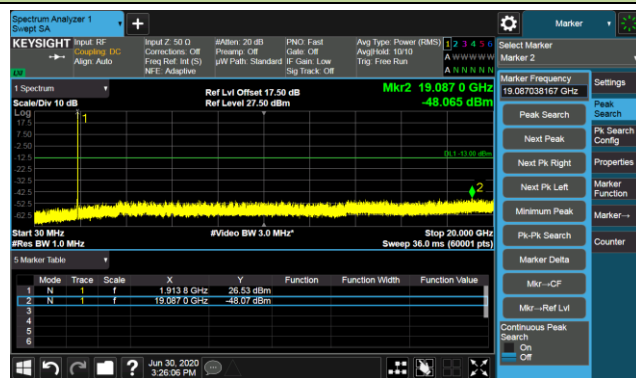 Spectrum Analyzer 1
Swept SA
Marker
KEYSIGHT
Input: RF
Coupling: DC
Align: Auto
Input Z: 50 Ω
Corrections: Off
Freq Ref: Int (S)
NFE: Adaptive
#Atten: 20 dB
Preamp: Off
µW Path: Standard
PNO: Fast
Gate: Off
IF Gain: Low
Sig Track: Off
Avg Type: Power (RMS)
Avg|Hold: 10/10
Trig: Free Run
1 2 3 4 5 6
A W W W W W
A N N N N N
LXI
Select Marker
Marker 2
Marker Frequency
19.087038167 GHz
Settings
Peak Search
Peak
Search
Next Peak
Pk Search
Config
Next Pk Right
Properties
Next Pk Left
Marker
Function
Minimum Peak
Marker→
Pk-Pk Search
Counter
Marker Delta
Mkr→CF
Mkr→Ref Lvl
Continuous Peak
Search
On
Off
1 Spectrum
Scale/Div 10 dB
Ref Lvl Offset 17.50 dB
Ref Level 27.50 dBm
Mkr2 19.087 0 GHz
-48.065 dBm
Log
17.5
7.50
-2.50
-12.5
-22.5
-32.5
-42.5
-52.5
-62.5
1
DL1 -13.00 dBm
2
Start 30 MHz
#Res BW 1.0 MHz
#Video BW 3.0 MHz*
Stop 20.000 GHz
Sweep 36.0 ms (60001 pts)
5 Marker Table
Mode Trace Scale X Y Function Function Width Function Value
1 N 1 f 1.913 8 GHz 26.53 dBm
2 N 1 f 19.087 0 GHz -48.07 dBm
3
4
5
6
Jun 30, 2020
3:26:06 PM